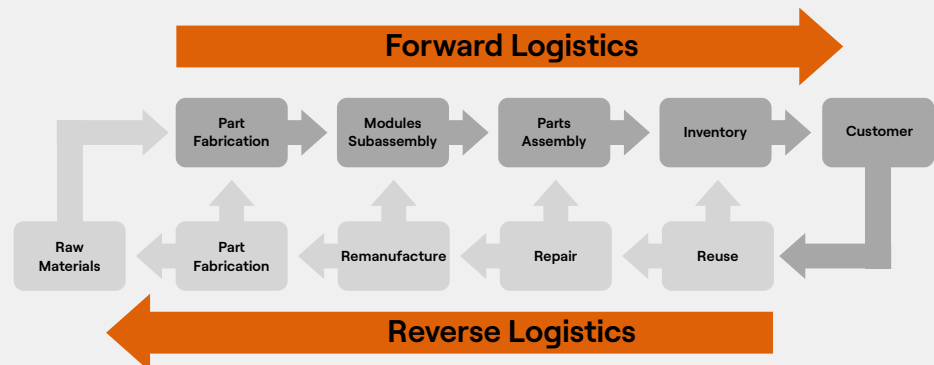 Forward Logistics
Part
Fabrication
Modules
Subassembly
Parts
Assembly
Inventory
Customer
Raw
Materials
Part
Fabrication
Remanufacture
Repair
Reuse
Reverse Logistics